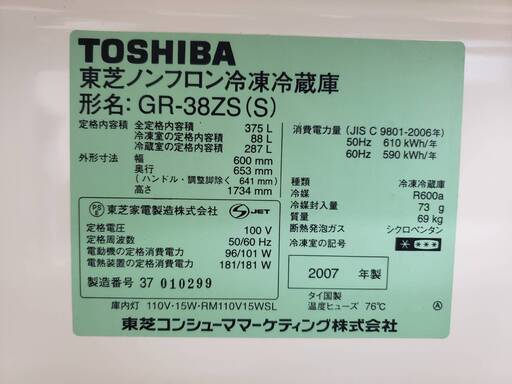 TOSHIBA
東芝ノンフロン冷凍冷蔵庫
形名: GR-38ZS(S)
定格内容積 全定格内容積 375 L
冷凍室の定格内容積 88 L
冷蔵室の定格内容積 287 L
外形寸法 幅 600 mm
奥行 653 mm
(ハンドル・調整脚除く 641 mm)
高さ 1734 mm
消費電力量 (JIS C 9801-2006年)
50Hz 610 kWh/年
60Hz 590 kWh/年
種類 冷凍冷蔵庫
冷媒 R600a
冷媒封入量 73 g
質量 69 kg
断熱発泡ガス シクロペンタン
冷凍室の記号 ****
PS E 東芝家電製造株式会社 S JET
定格電圧 100 V
定格周波数 50/60 Hz
電動機の定格消費電力 96/101 W
電熱装置の定格消費電力 181/181 W
製造番号 37 010299
2007 年製
庫内灯 110V・15W・RM110V15WSL
タイ国製
温度ヒューズ 76℃
A
東芝コンシューママーケティング株式会社